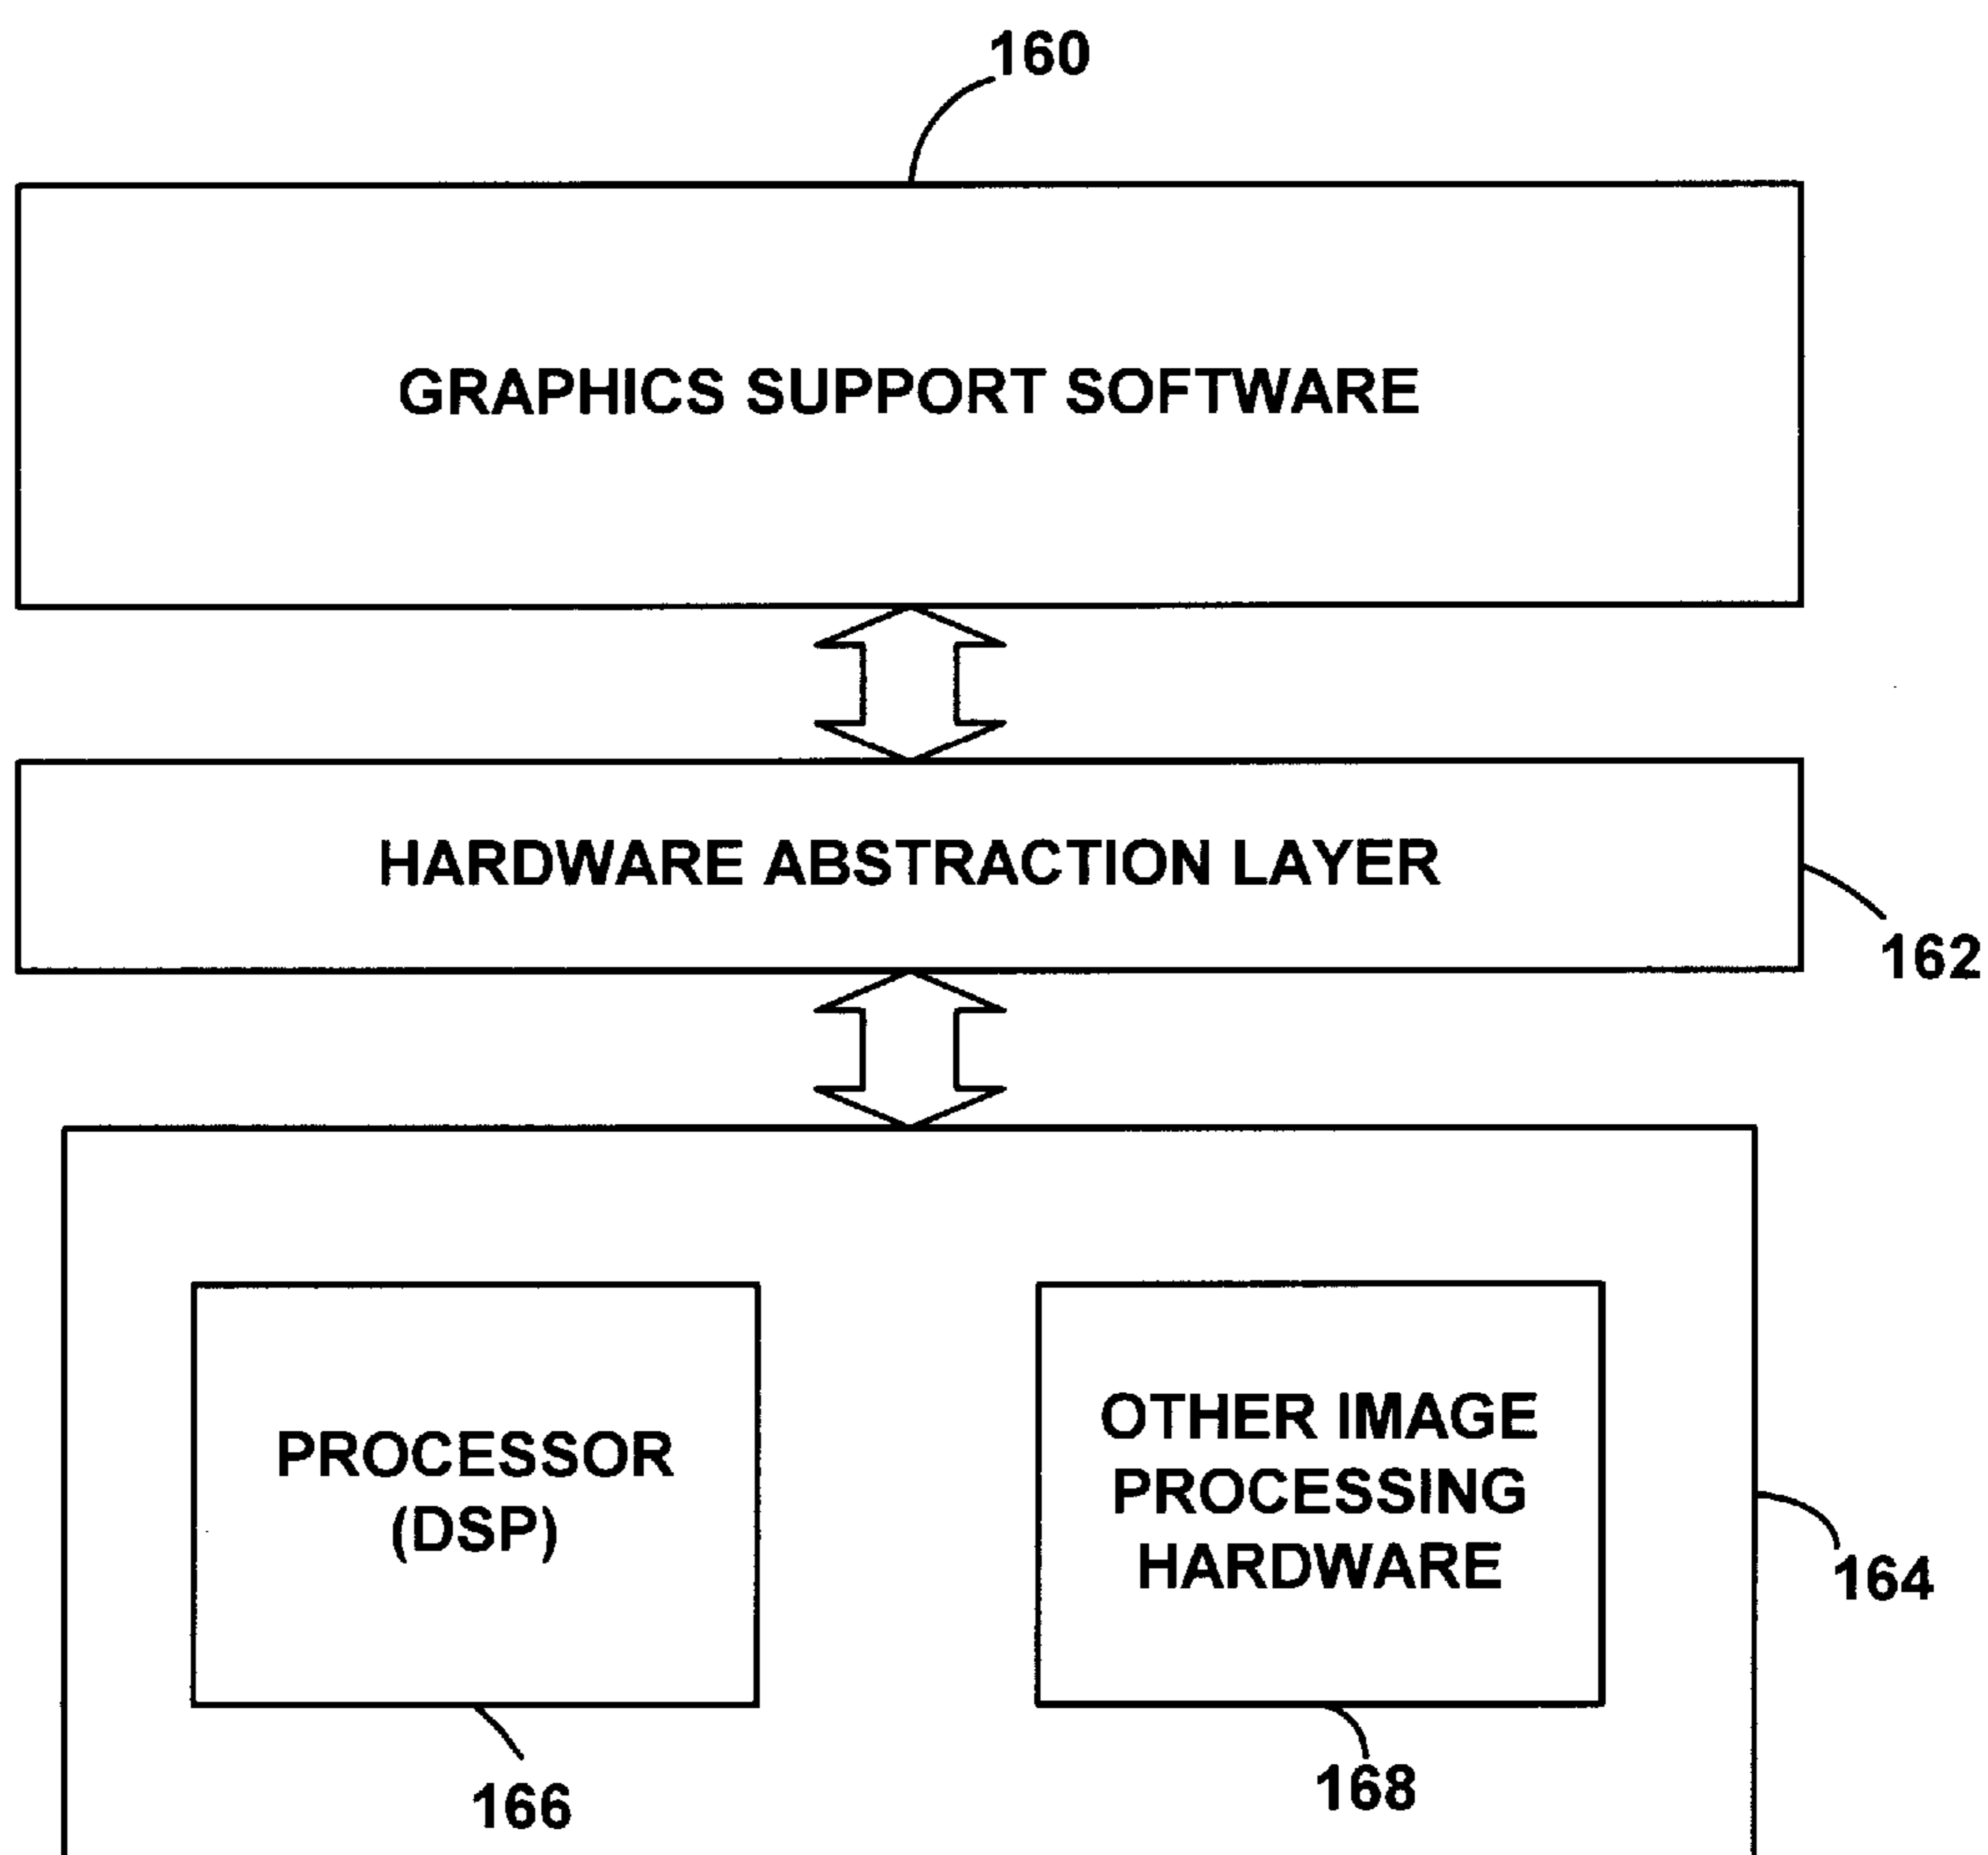 160
GRAPHICS SUPPORT SOFTWARE
HARDWARE ABSTRACTION LAYER
162
PROCESSOR
(DSP)
OTHER IMAGE
PROCESSING
HARDWARE
164
166
168